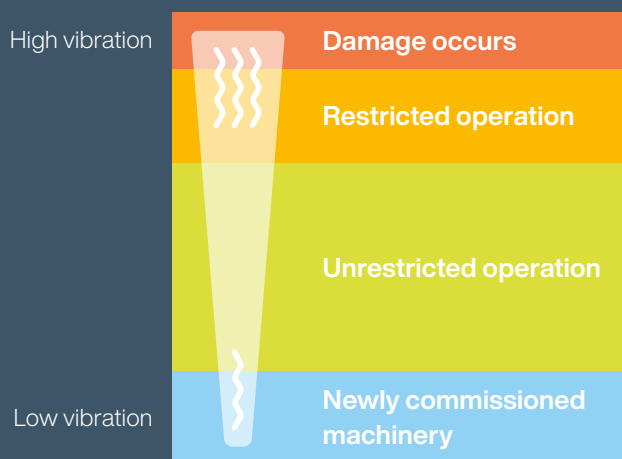 High vibration
Damage occurs
Restricted operation
Unrestricted operation
Low vibration
Newly commissioned
machinery